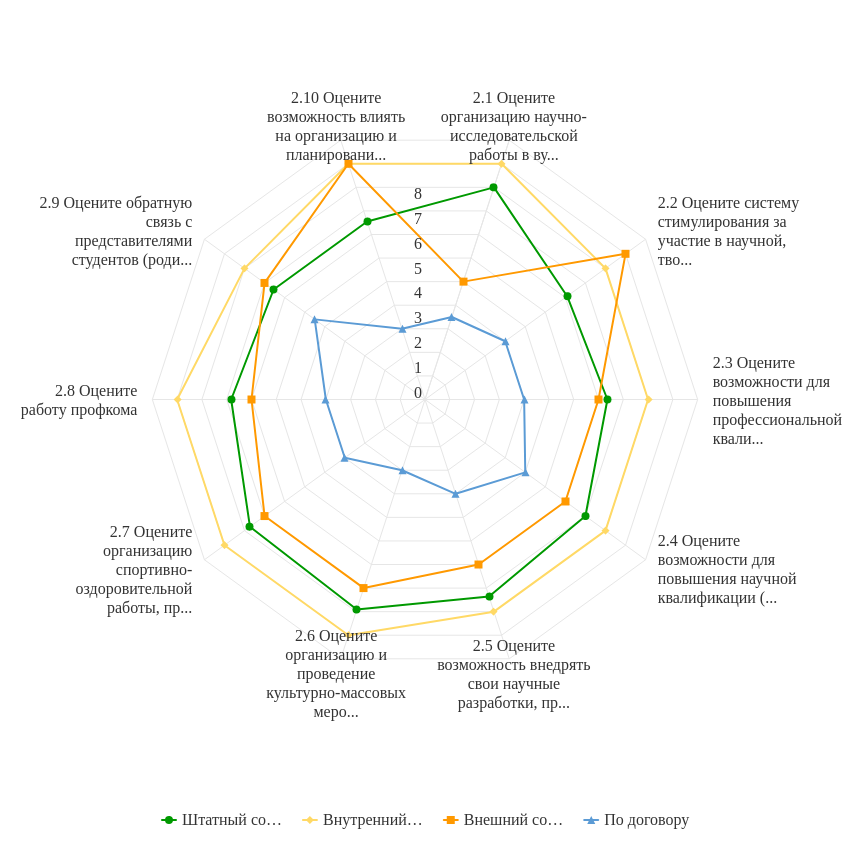 2.10 Оцените
возможность влиять
на организацию и
планировани...
2.1 Оцените
организацию научно-
исследовательской
работы в ву...
2.9 Оцените обратную
связь с
представителями
студентов (роди...
2.2 Оцените систему
стимулирования за
участие в научной,
тво...
8
7
6
5
4
3
2
1
0
2.3 Оцените
возможности для
повышения
профессиональной
квали...
2.8 Оцените
работу профкома
2.7 Оцените
организацию
спортивно-
оздоровительной
работы, пр...
2.4 Оцените
возможности для
повышения научной
квалификации (...
2.6 Оцените
организацию и
проведение
культурно-массовых
меро...
2.5 Оцените
возможность внедрять
свои научные
разработки, пр...
Штатный со… Внутренний… Внешний со… По договору